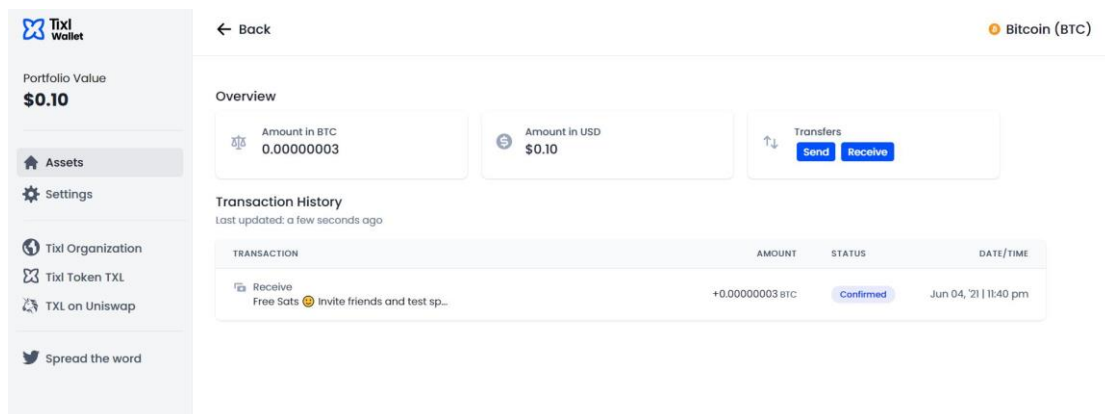 Tixl
Wallet
Portfolio Value
$0.10
Assets
Settings
Tixl Organization
Tixl Token TXL
TXL on Uniswap
Spread the word
← Back
Bitcoin (BTC)
Overview
Amount in BTC
0.00000003
Amount in USD
$0.10
Transfers
Send Receive
Transaction History
Last updated: a few seconds ago
TRANSACTION AMOUNT STATUS DATE/TIME
Receive
Free Sats 😊 Invite friends and test sp...
+0.00000003 BTC Confirmed Jun 04, '21 | 11:40 pm